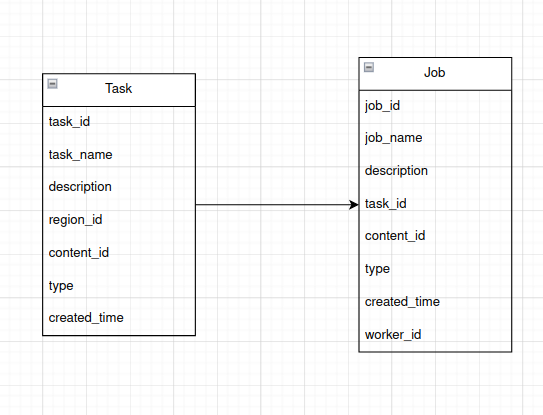 Task
task_id
task_name
description
region_id
content_id
type
created_time
Job
job_id
job_name
description
task_id
content_id
type
created_time
worker_id